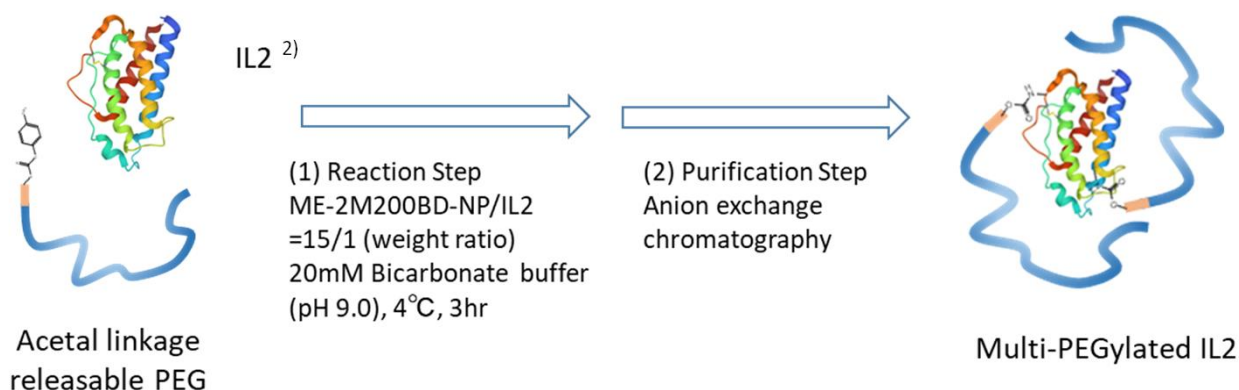 IL2 2)
(1) Reaction Step
ME-2M200BD-NP/IL2
=15/1 (weight ratio)
20mM Bicarbonate buffer
(pH 9.0), 4℃, 3hr
(2) Purification Step
Anion exchange
chromatography
Acetal linkage
releasable PEG
Multi-PEGylated IL2